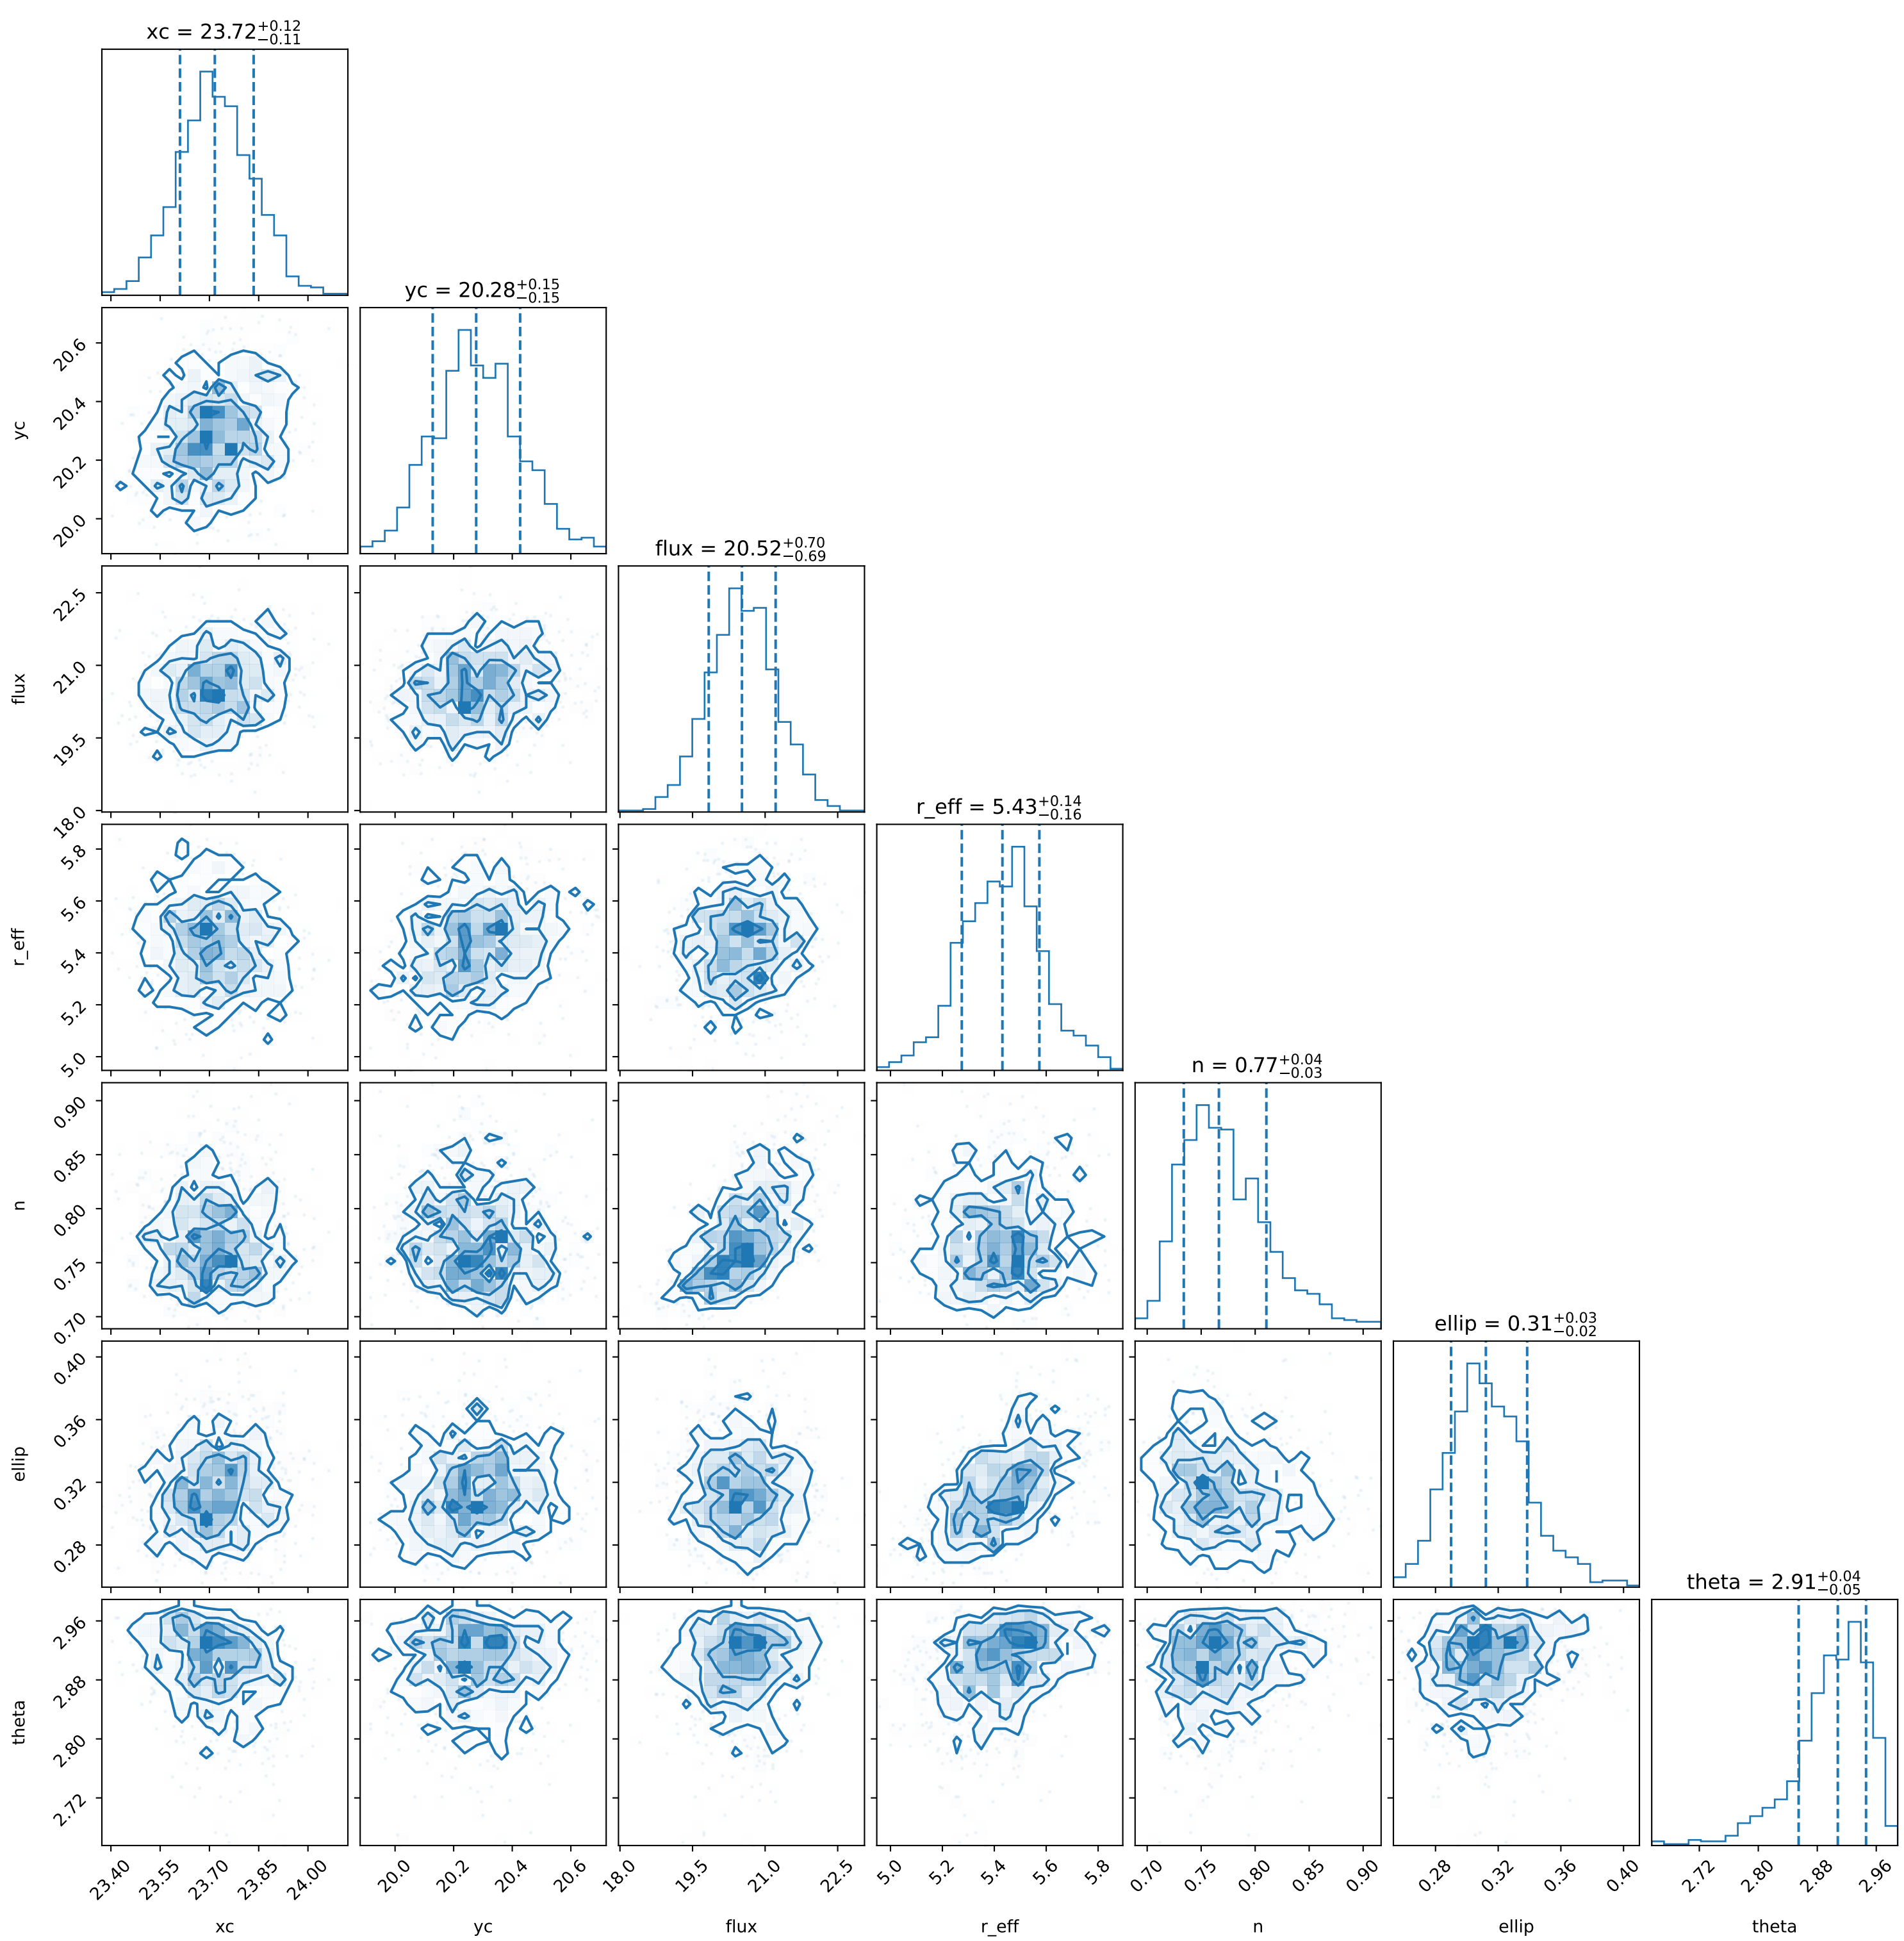 xc = 23.72+0.12 −0.11
yc = 20.28+0.15 −0.15
20.6
20.4
20.2
20.0
yc
flux = 20.52+0.70 −0.69
22.5
21.0
19.5
18.0
flux
r_eff = 5.43+0.14 −0.16
5.8
5.6
5.4
5.2
5.0
r_eff
n = 0.77+0.04 −0.03
0.90
0.85
0.80
0.75
0.70
n
ellip = 0.31+0.03 −0.02
0.40
0.36
0.32
0.28
ellip
theta = 2.91+0.04 −0.05
2.96
2.88
2.80
2.72
theta
23.40 23.55 23.70 23.85 24.00 20.0 20.2 20.4 20.6 18.0 19.5 21.0 22.5 5.0 5.2 5.4 5.6 5.8 0.70 0.75 0.80 0.85 0.90 0.28 0.32 0.36 0.40 2.72 2.80 2.88 2.96
xc yc flux r_eff n ellip theta